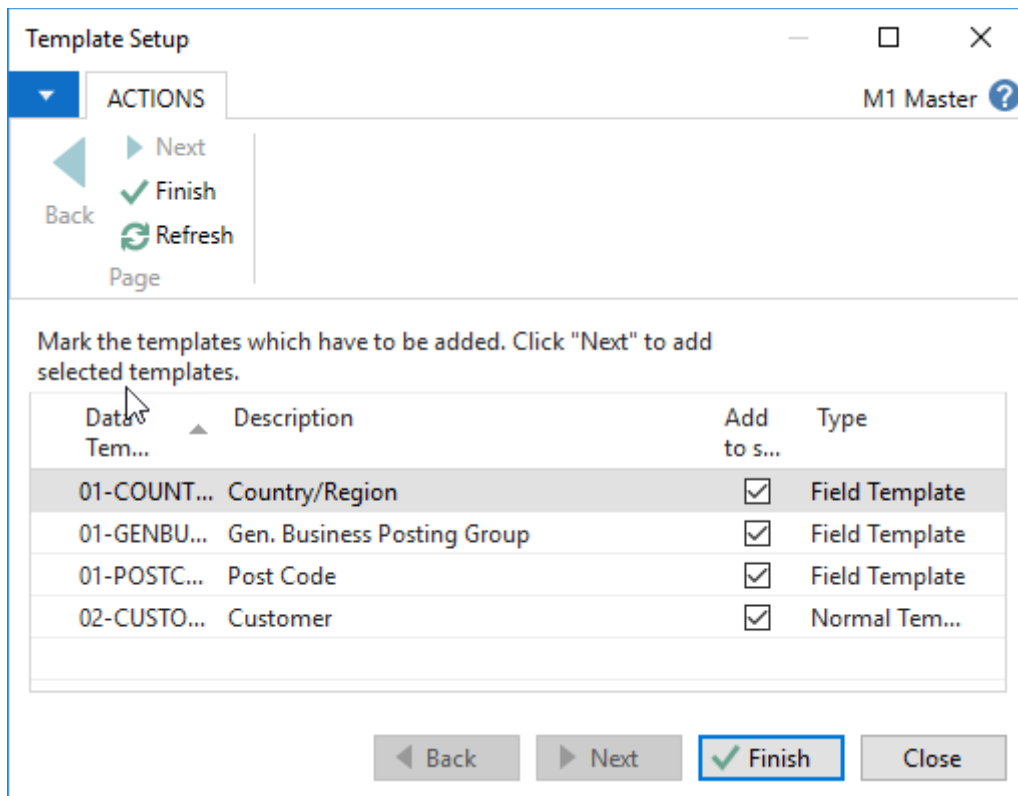 Template Setup
ACTIONS
M1 Master ?
Next
Finish
Back
Refresh
Page
Mark the templates which have to be added. Click "Next" to add
selected templates.
Data Description Add Type
Tem... to s...
01-COUNT... Country/Region Field Template
01-GENBU... Gen. Business Posting Group Field Template
01-POSTC... Post Code Field Template
02-CUSTO... Customer Normal Tem...
Back Next Finish Close